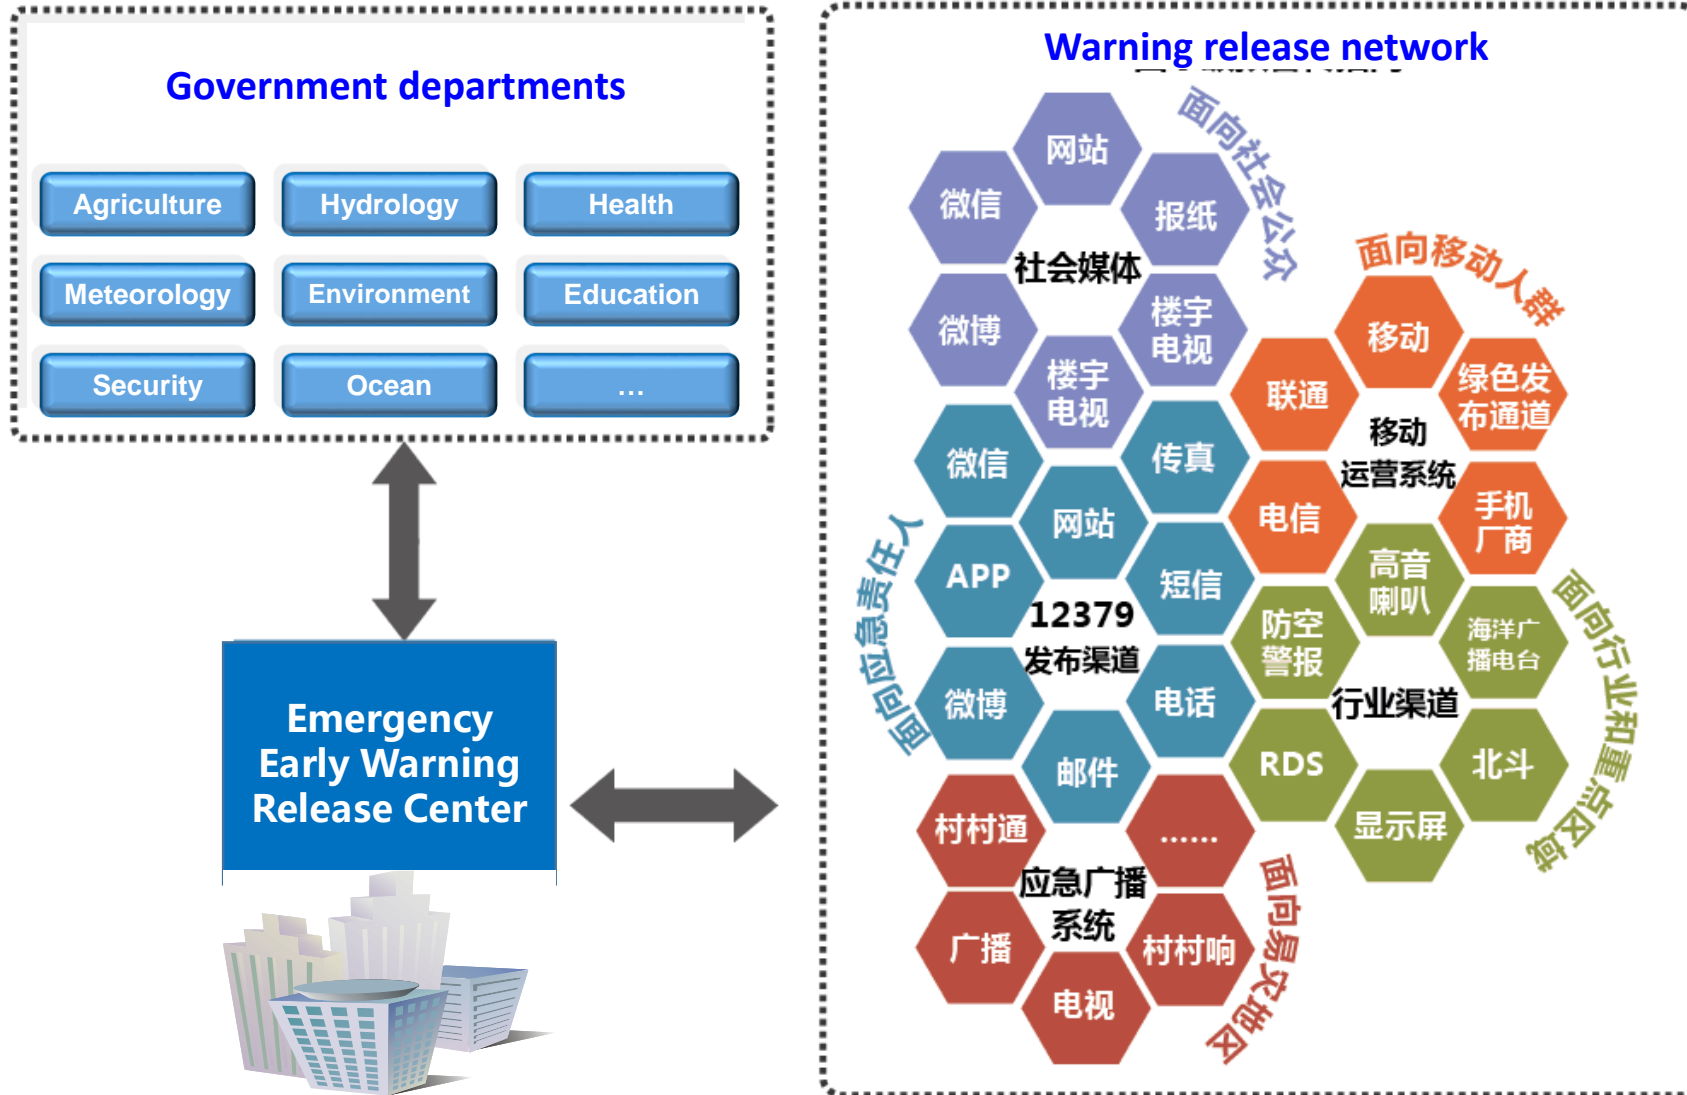 Government departments
Agriculture
Hydrology
Health
Meteorology
Environment
Education
Security
Ocean
...
Emergency
Early Warning
Release Center
Warning release network
面向社会公众
网站
微信
报纸
社会媒体
微博
楼宇
电视
楼宇
电视
面向移动人群
移动
联通
绿色发
布通道
移动
运营系统
电信
手机
厂商
面向应急责任人
微信
传真
网站
APP
短信
12379
发布渠道
微博
电话
邮件
面向行业和重点区域
高音
喇叭
防空
警报
海洋广
播电台
行业渠道
RDS
北斗
显示屏
村村通
......
应急广播
系统
广播
村村响
电视
面向易灾地区